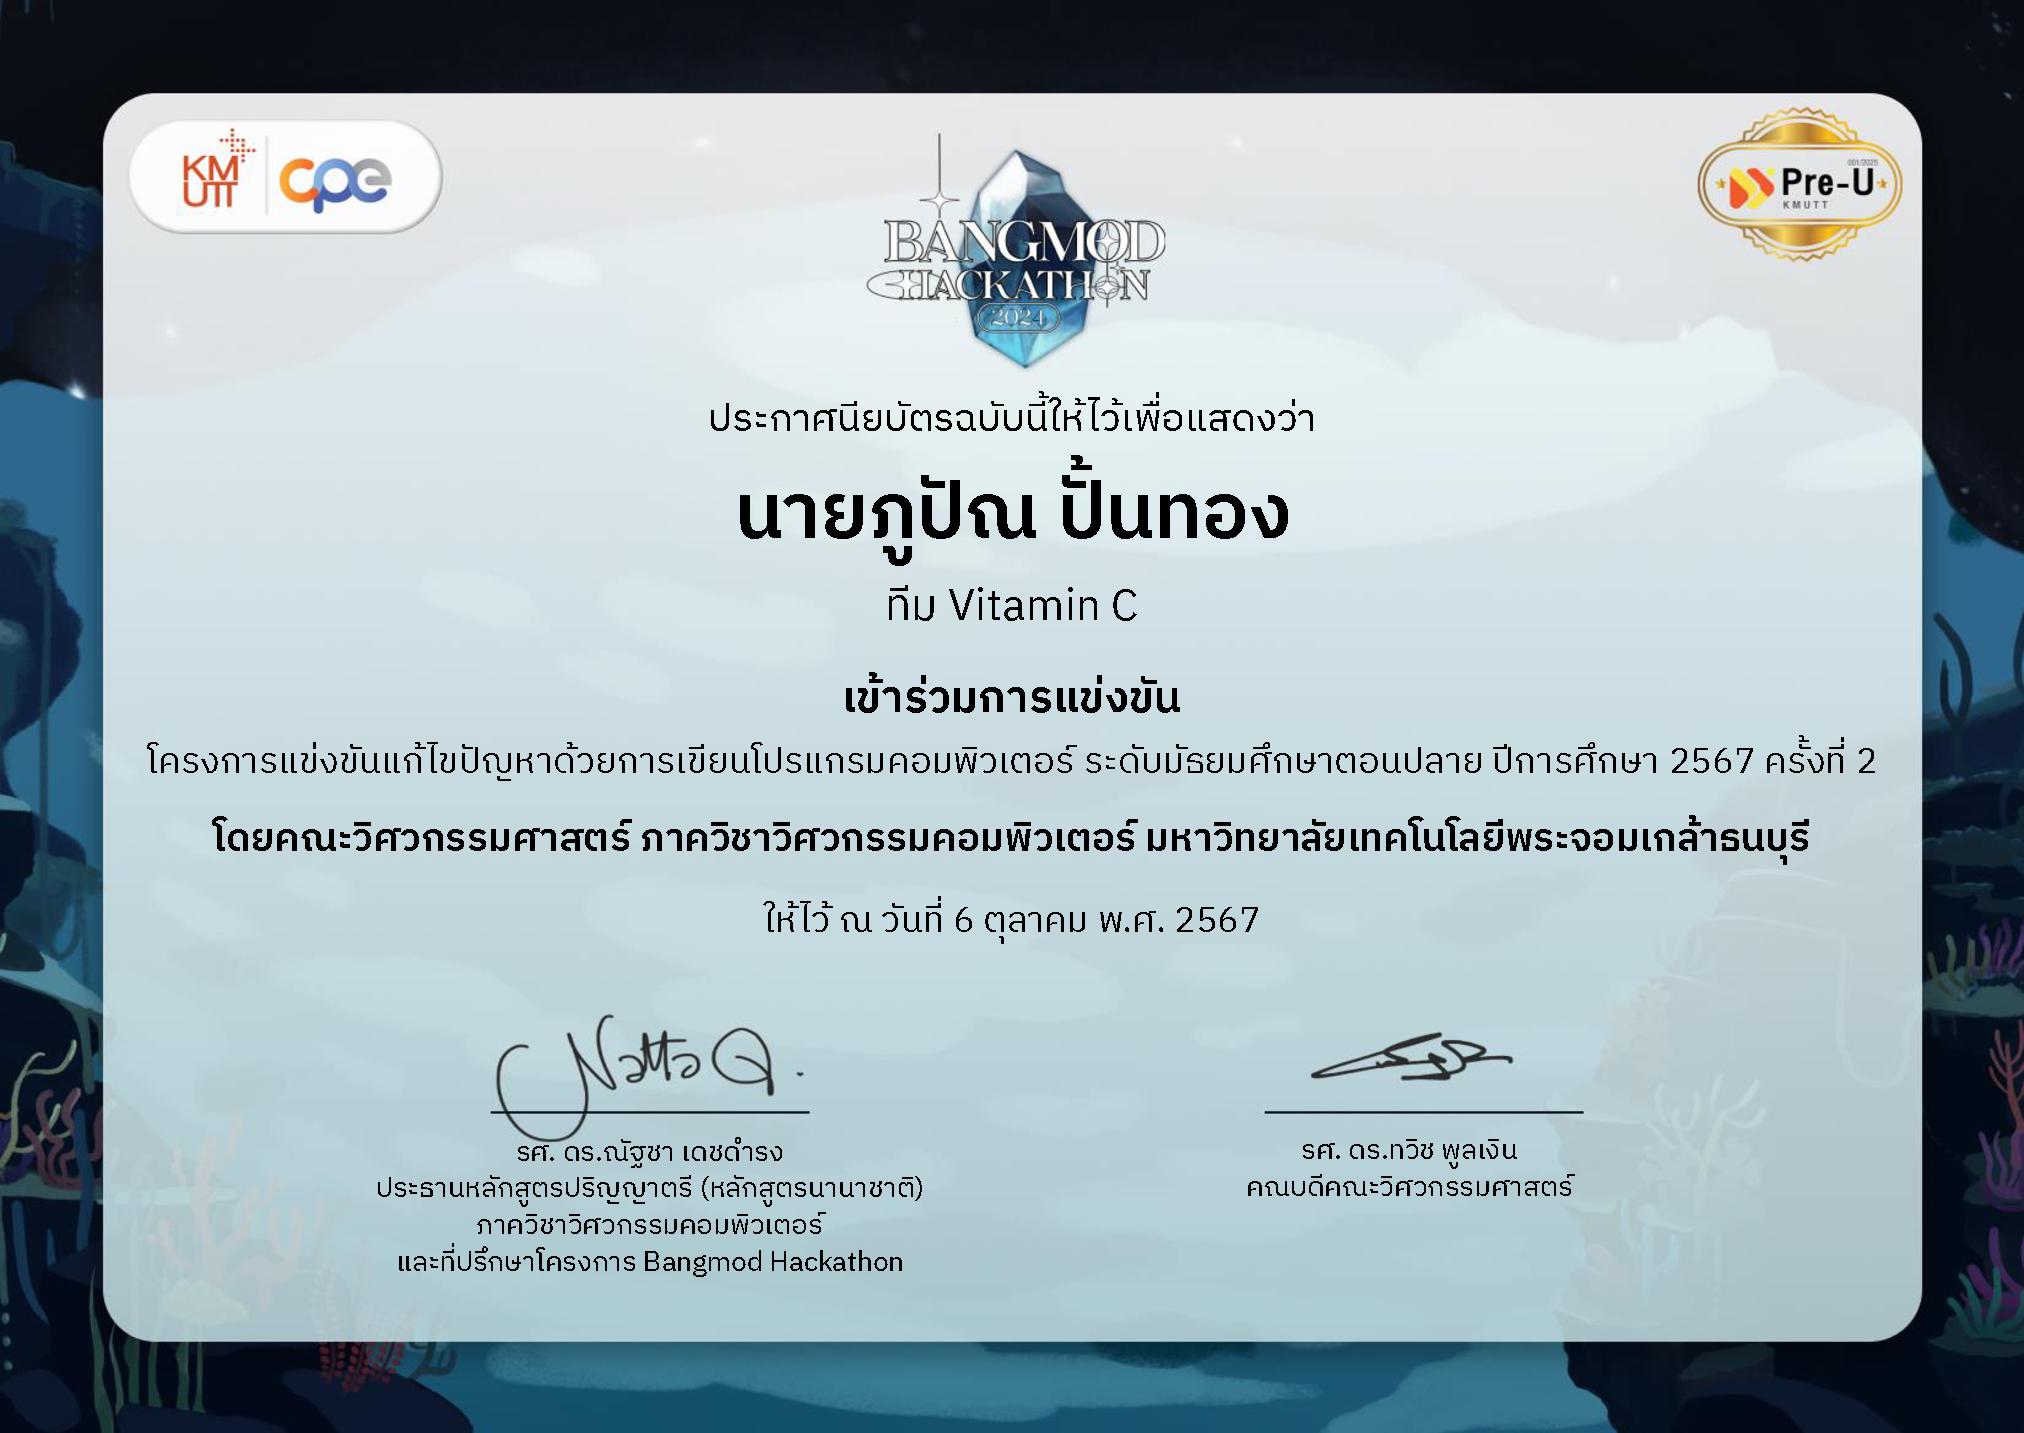 KMUTT
cpe
001/2025
Pre-U
KMUTT
BANGMOD
HACKATHON
2024
ประกาศนียบัตรฉบับนี้ให้ไว้เพื่อแสดงว่า
นายภูปัณ ปั้นทอง
ทีม Vitamin C
เข้าร่วมการแข่งขัน
โครงการแข่งขันแก้ไขปัญหาด้วยการเขียนโปรแกรมคอมพิวเตอร์ ระดับมัธยมศึกษาตอนปลาย ปีการศึกษา 2567 ครั้งที่ 2
โดยคณะวิศวกรรมศาสตร์ ภาควิชาวิศวกรรมคอมพิวเตอร์ มหาวิทยาลัยเทคโนโลยีพระจอมเกล้าธนบุรี
ให้ไว้ ณ วันที่ 6 ตุลาคม พ.ศ. 2567
รศ. ดร.ณัฐชา เดชดำรง
ประธานหลักสูตรปริญญาตรี (หลักสูตรนานาชาติ)
ภาควิชาวิศวกรรมคอมพิวเตอร์
และที่ปรึกษาโครงการ Bangmod Hackathon
รศ. ดร.ทวิช พูลเงิน
คณบดีคณะวิศวกรรมศาสตร์